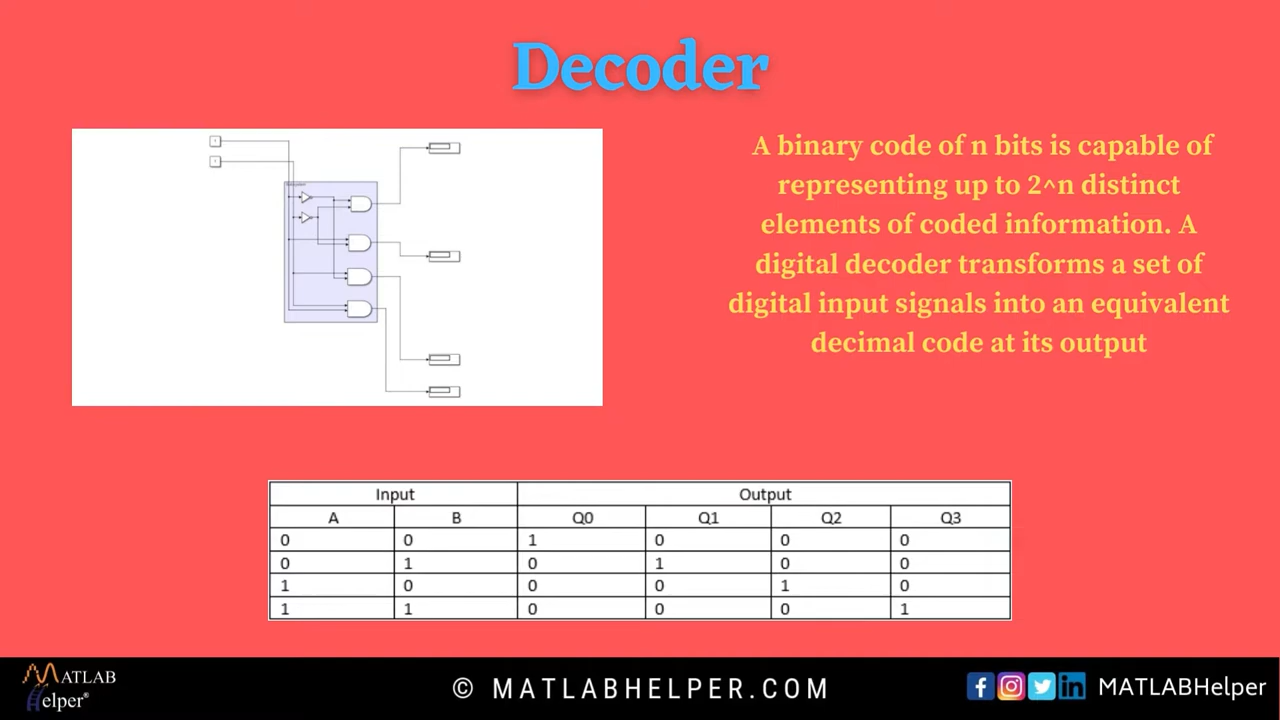 Decoder
A binary code of n bits is capable of
representing up to 2^n distinct
elements of coded information. A
digital decoder transforms a set of
digital input signals into an equivalent
decimal code at its output
Input Output
A B Q0 Q1 Q2 Q3
0 0 1 0 0 0
0 1 0 1 0 0
1 0 0 0 1 0
1 1 0 0 0 1
MATLAB
Helper®
© MATLABHELPER.COM
MATLABHelper